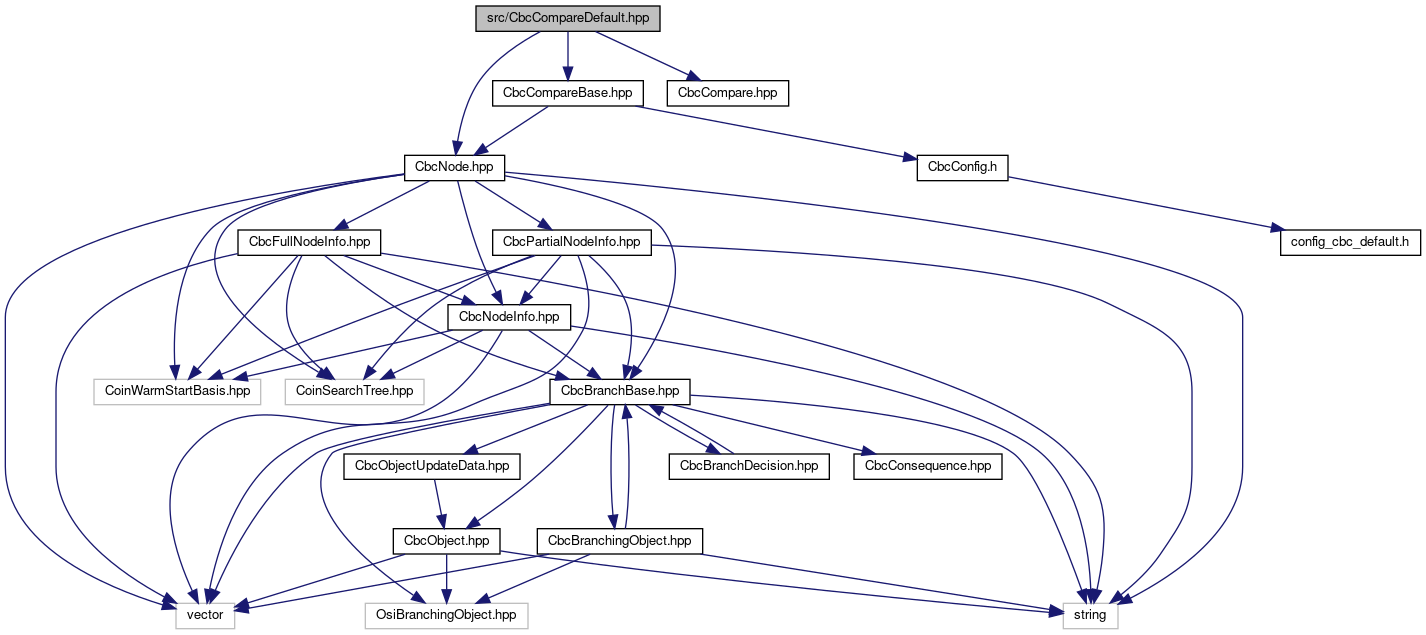 src/CbcCompareDefault.hpp
CbcCompareBase.hpp
CbcCompare.hpp
CbcNode.hpp
CbcConfig.h
CbcFullNodeInfo.hpp
CbcPartialNodeInfo.hpp
config_cbc_default.h
CbcNodeInfo.hpp
CoinWarmStartBasis.hpp
CoinSearchTree.hpp
CbcBranchBase.hpp
CbcObjectUpdateData.hpp
CbcBranchDecision.hpp
CbcConsequence.hpp
CbcObject.hpp
CbcBranchingObject.hpp
vector
OsiBranchingObject.hpp
string